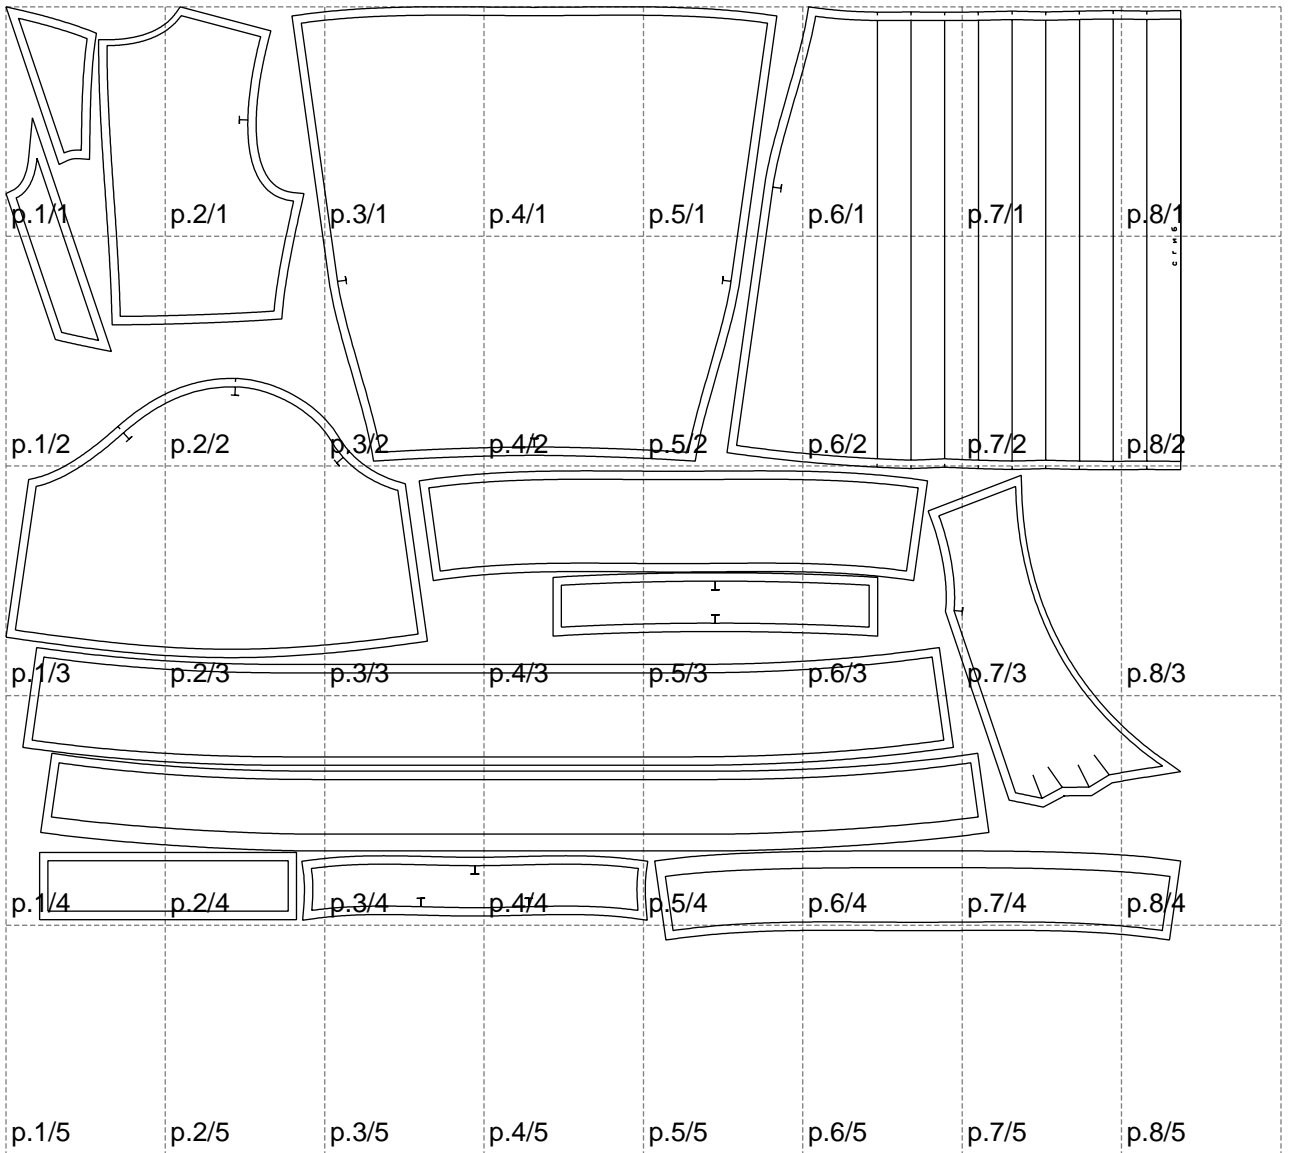 p.1/1 p.2/1 p.3/1 p.4/1 p.5/1 p.6/1 p.7/1 p.8/1
сгиб
p.1/2 p.2/2 p.3/2 p.4/2 p.5/2 p.6/2 p.7/2 p.8/2
p.1/3 p.2/3 p.3/3 p.4/3 p.5/3 p.6/3 p.7/3 p.8/3
p.1/4 p.2/4 p.3/4 p.4/4 p.5/4 p.6/4 p.7/4 p.8/4
p.1/5 p.2/5 p.3/5 p.4/5 p.5/5 p.6/5 p.7/5 p.8/5